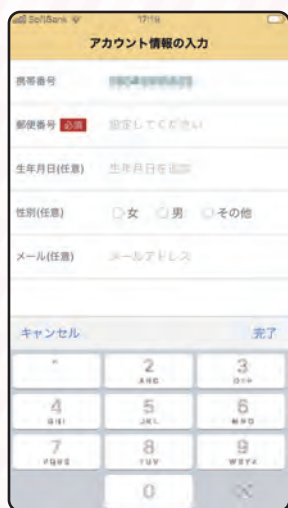 SoftBank 17:19
アカウント情報の入力
携帯番号
郵便番号 必須 設定してください
生年月日(任意) 生年月日を追加
性別(任意) 女 男 その他
メール(任意) メールアドレス
キャンセル 完了
2 3
ABC DEF
4 5 6
GHI JKL MNO
7 8 9
PQRS TUV WXYZ
0